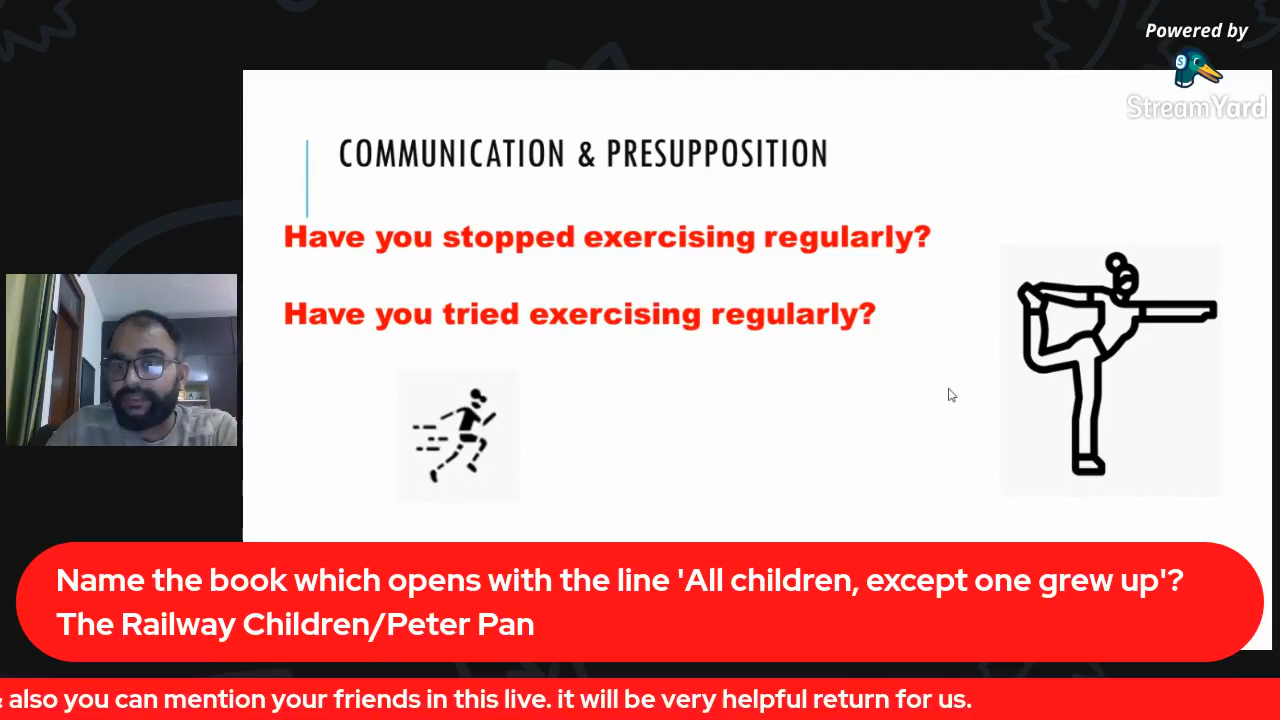 Powered by
StreamYard
COMMUNICATION & PRESUPPOSITION
Have you stopped exercising regularly?
Have you tried exercising regularly?
Name the book which opens with the line 'All children, except one grew up'?
The Railway Children/Peter Pan
also you can mention your friends in this live. it will be very helpful return for us.